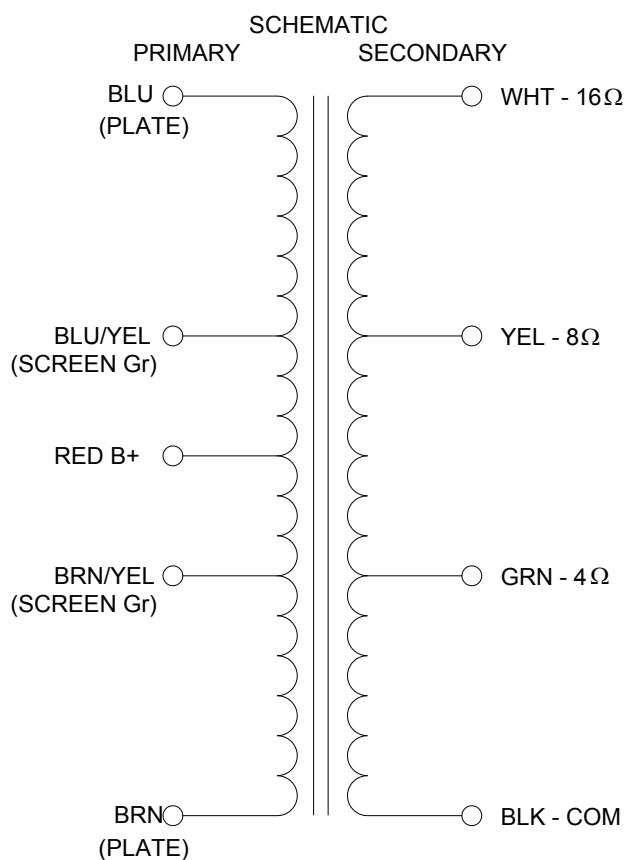 SCHEMATIC
PRIMARY
SECONDARY
BLU
(PLATE)
WHT - 16Ω
BLU/YEL
(SCREEN Gr)
YEL - 8Ω
RED B+
BRN/YEL
(SCREEN Gr)
GRN - 4Ω
BRN
(PLATE)
BLK - COM